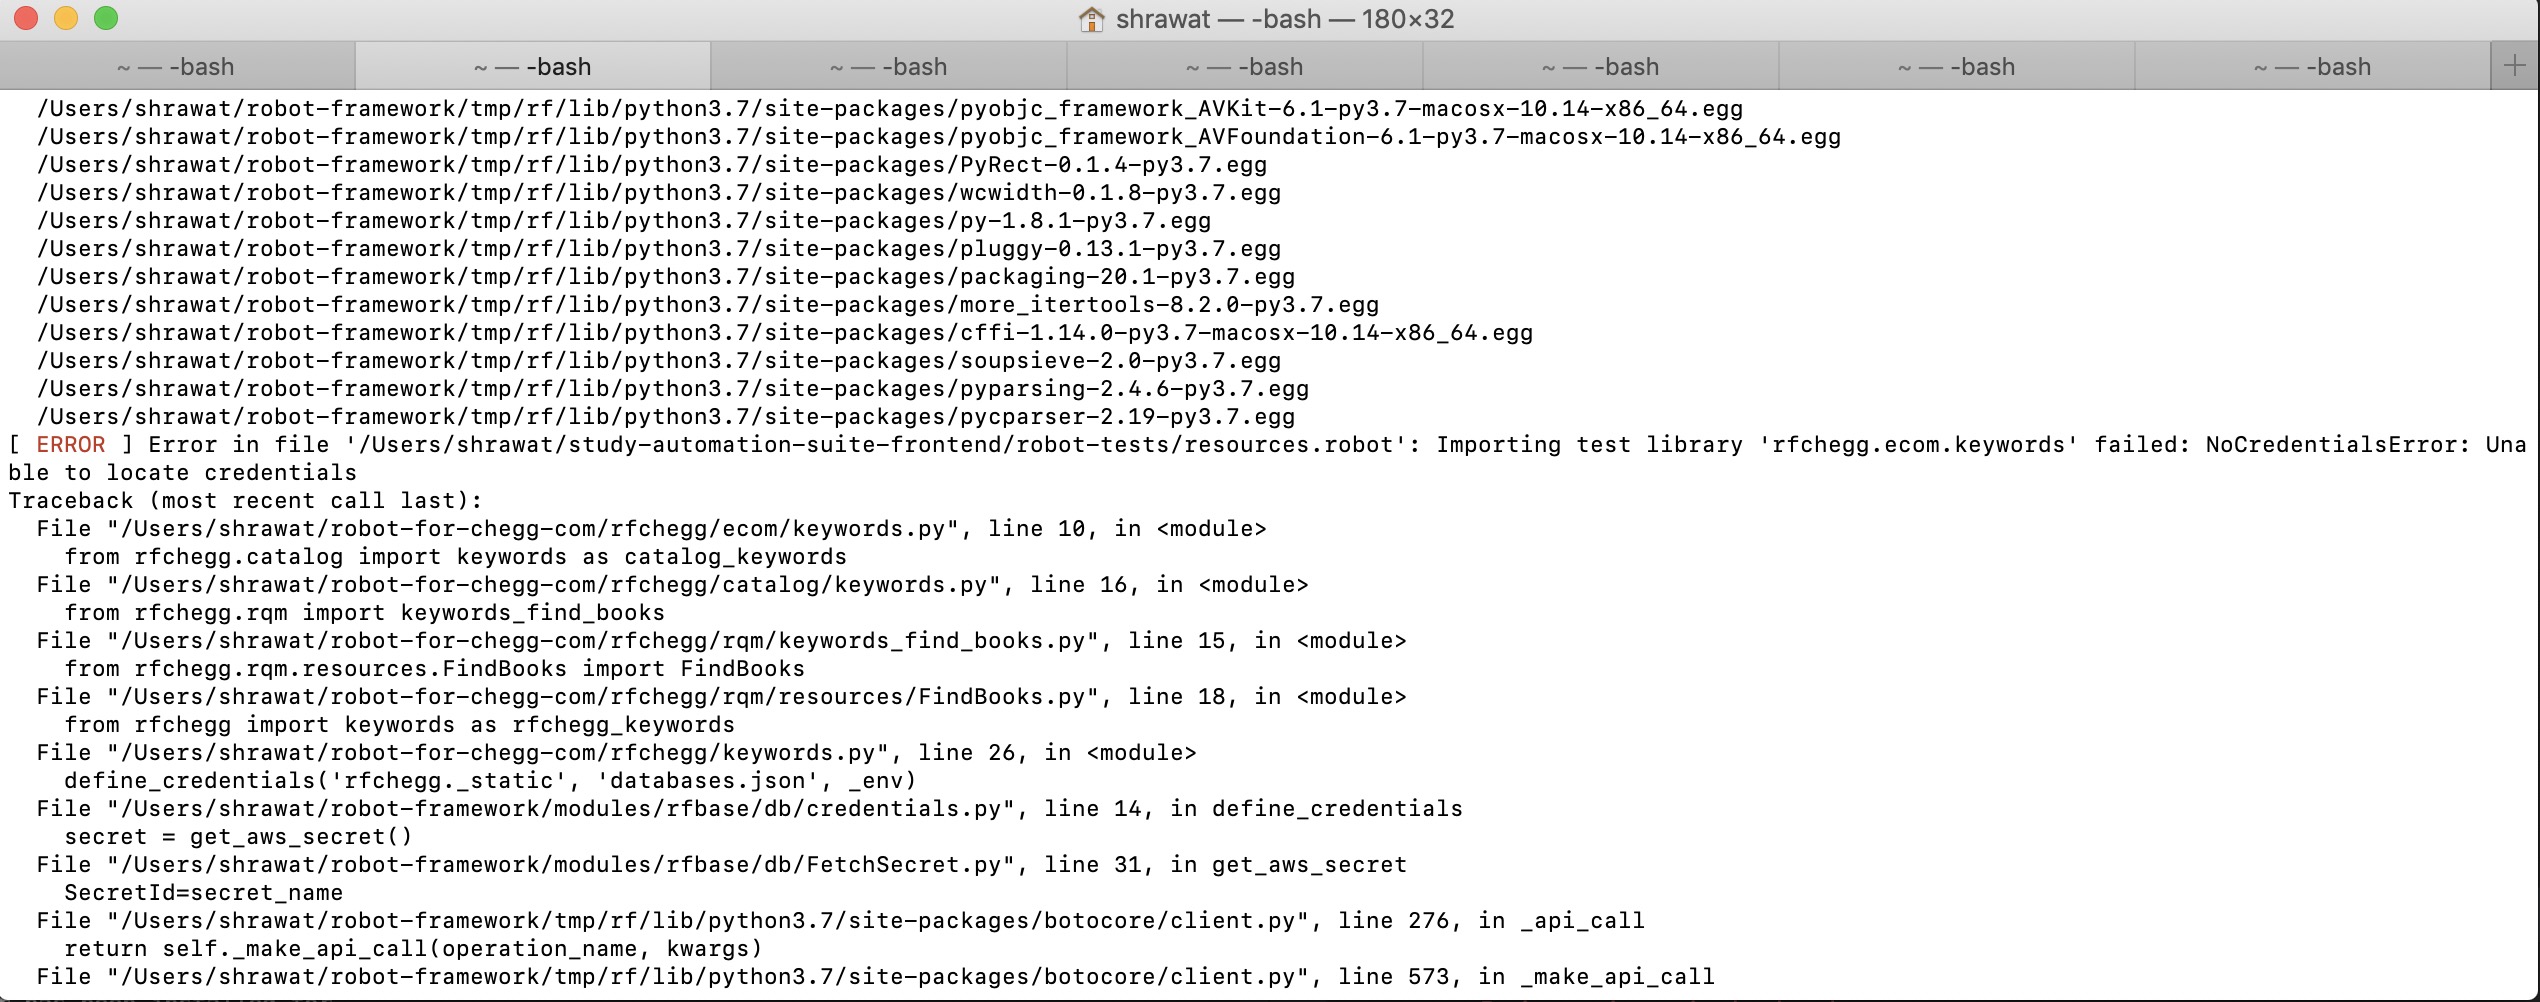 shrawat — -bash — 180×32
~ — -bash
~ — -bash
~ — -bash
~ — -bash
~ — -bash
~ — -bash
~ — -bash
/Users/shrawat/robot-framework/tmp/rf/lib/python3.7/site-packages/pyobjc_framework_AVKit-6.1-py3.7-macosx-10.14-x86_64.egg
/Users/shrawat/robot-framework/tmp/rf/lib/python3.7/site-packages/pyobjc_framework_AVFoundation-6.1-py3.7-macosx-10.14-x86_64.egg
/Users/shrawat/robot-framework/tmp/rf/lib/python3.7/site-packages/PyRect-0.1.4-py3.7.egg
/Users/shrawat/robot-framework/tmp/rf/lib/python3.7/site-packages/wcwidth-0.1.8-py3.7.egg
/Users/shrawat/robot-framework/tmp/rf/lib/python3.7/site-packages/py-1.8.1-py3.7.egg
/Users/shrawat/robot-framework/tmp/rf/lib/python3.7/site-packages/pluggy-0.13.1-py3.7.egg
/Users/shrawat/robot-framework/tmp/rf/lib/python3.7/site-packages/packaging-20.1-py3.7.egg
/Users/shrawat/robot-framework/tmp/rf/lib/python3.7/site-packages/more_itertools-8.2.0-py3.7.egg
/Users/shrawat/robot-framework/tmp/rf/lib/python3.7/site-packages/cffi-1.14.0-py3.7-macosx-10.14-x86_64.egg
/Users/shrawat/robot-framework/tmp/rf/lib/python3.7/site-packages/soupsieve-2.0-py3.7.egg
/Users/shrawat/robot-framework/tmp/rf/lib/python3.7/site-packages/pyparsing-2.4.6-py3.7.egg
/Users/shrawat/robot-framework/tmp/rf/lib/python3.7/site-packages/pycparser-2.19-py3.7.egg
[ ERROR ] Error in file '/Users/shrawat/study-automation-suite-frontend/robot-tests/resources.robot': Importing test library 'rfchegg.ecom.keywords' failed: NoCredentialsError: Una
ble to locate credentials
Traceback (most recent call last):
File "/Users/shrawat/robot-for-chegg-com/rfchegg/ecom/keywords.py", line 10, in <module>
from rfchegg.catalog import keywords as catalog_keywords
File "/Users/shrawat/robot-for-chegg-com/rfchegg/catalog/keywords.py", line 16, in <module>
from rfchegg.rqm import keywords_find_books
File "/Users/shrawat/robot-for-chegg-com/rfchegg/rqm/keywords_find_books.py", line 15, in <module>
from rfchegg.rqm.resources.FindBooks import FindBooks
File "/Users/shrawat/robot-for-chegg-com/rfchegg/rqm/resources/FindBooks.py", line 18, in <module>
from rfchegg import keywords as rfchegg_keywords
File "/Users/shrawat/robot-for-chegg-com/rfchegg/keywords.py", line 26, in <module>
define_credentials('rfchegg._static', 'databases.json', _env)
File "/Users/shrawat/robot-framework/modules/rfbase/db/credentials.py", line 14, in define_credentials
secret = get_aws_secret()
File "/Users/shrawat/robot-framework/modules/rfbase/db/FetchSecret.py", line 31, in get_aws_secret
SecretId=secret_name
File "/Users/shrawat/robot-framework/tmp/rf/lib/python3.7/site-packages/botocore/client.py", line 276, in _api_call
return self._make_api_call(operation_name, kwargs)
File "/Users/shrawat/robot-framework/tmp/rf/lib/python3.7/site-packages/botocore/client.py", line 573, in _make_api_call